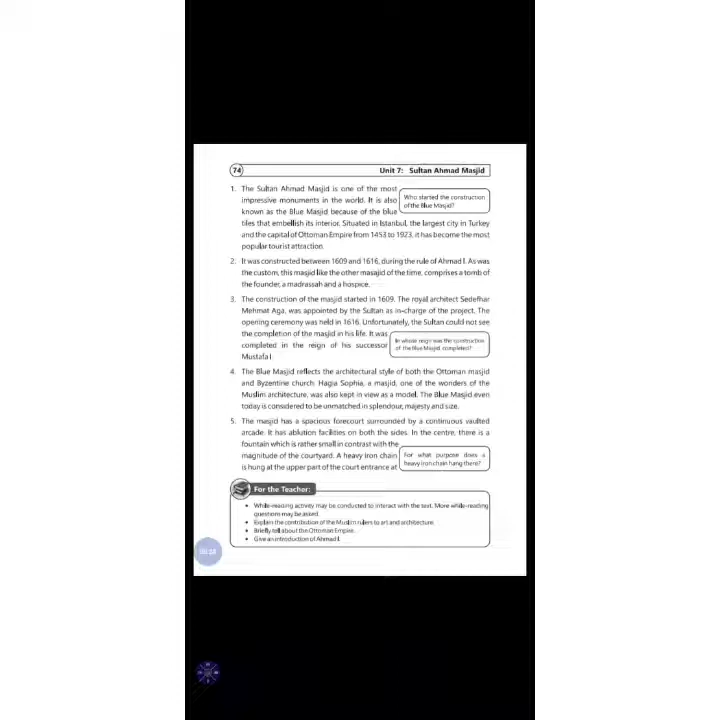 74
Unit 7: Sultan Ahmad Masjid
1. The Sultan Ahmad Masjid is one of the most
impressive monuments in the world. It is also
known as the Blue Masjid because of the blue
tiles that embellish its interior. Situated in Istanbul, the largest city in Turkey
and the capital of Ottoman Empire from 1453 to 1923, it has become the most
popular tourist attraction.
Who started the construction
of the Blue Masjid?
2. It was constructed between 1609 and 1616, during the rule of Ahmad I. As was
the custom, this masjid like the other masajid of the time, comprises a tomb of
the founder, a madrassah and a hospice.
3. The construction of the masjid started in 1609. The royal architect Sedefhar
Mehmat Aga, was appointed by the Sultan as in-charge of the project. The
opening ceremony was held in 1616. Unfortunately, the Sultan could not see
the completion of the masjid in his life. It was
completed in the reign of his successor
Mustafa I.
In whose reign was the construction
of the Blue Masjid completed?
4. The Blue Masjid reflects the architectural style of both the Ottoman masjid
and Byzentine church. Hagia Sophia, a masjid, one of the wonders of the
Muslim architecture, was also kept in view as a model. The Blue Masjid even
today is considered to be unmatched in splendour, majesty and size.
5. The masjid has a spacious forecourt surrounded by a continuous vaulted
arcade. It has ablution facilities on both the sides. In the centre, there is a
fountain which is rather small in contrast with the
magnitude of the courtyard. A heavy iron chain
is hung at the upper part of the court entrance at
For what purpose does a
heavy iron chain hang there?
For the Teacher:
• While-reading activity may be conducted to interact with the text. More while-reading
questions may be asked.
• Explain the contribution of the Muslim rulers to art and architecture.
• Briefly tell about the Ottoman Empire.
• Give an introduction of Ahmad I.